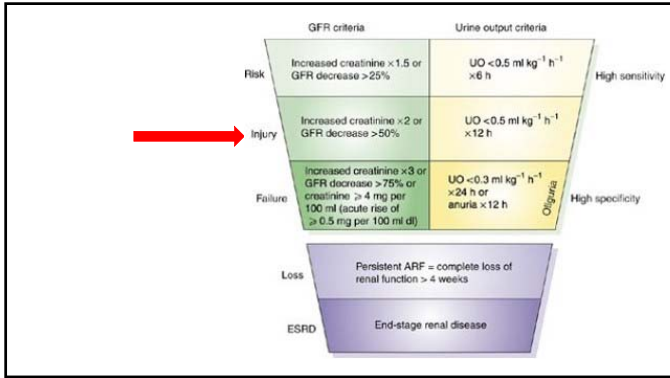 GFR criteria
Urine output criteria
Risk
Increased creatinine ×1.5 or
GFR decrease >25%
UO <0.5 ml kg⁻¹ h⁻¹
×6 h
High sensitivity
Injury
Increased creatinine ×2 or
GFR decrease >50%
UO <0.5 ml kg⁻¹ h⁻¹
×12 h
Failure
Increased creatinine ×3 or
GFR decrease >75% or
creatinine ⩾ 4 mg per
100 ml (acute rise of
⩾ 0.5 mg per 100 ml dl)
UO <0.3 ml kg⁻¹ h⁻¹
×24 h or
anuria ×12 h
Oliguria
High specificity
Loss
Persistent ARF = complete loss of
renal function > 4 weeks
ESRD
End-stage renal disease